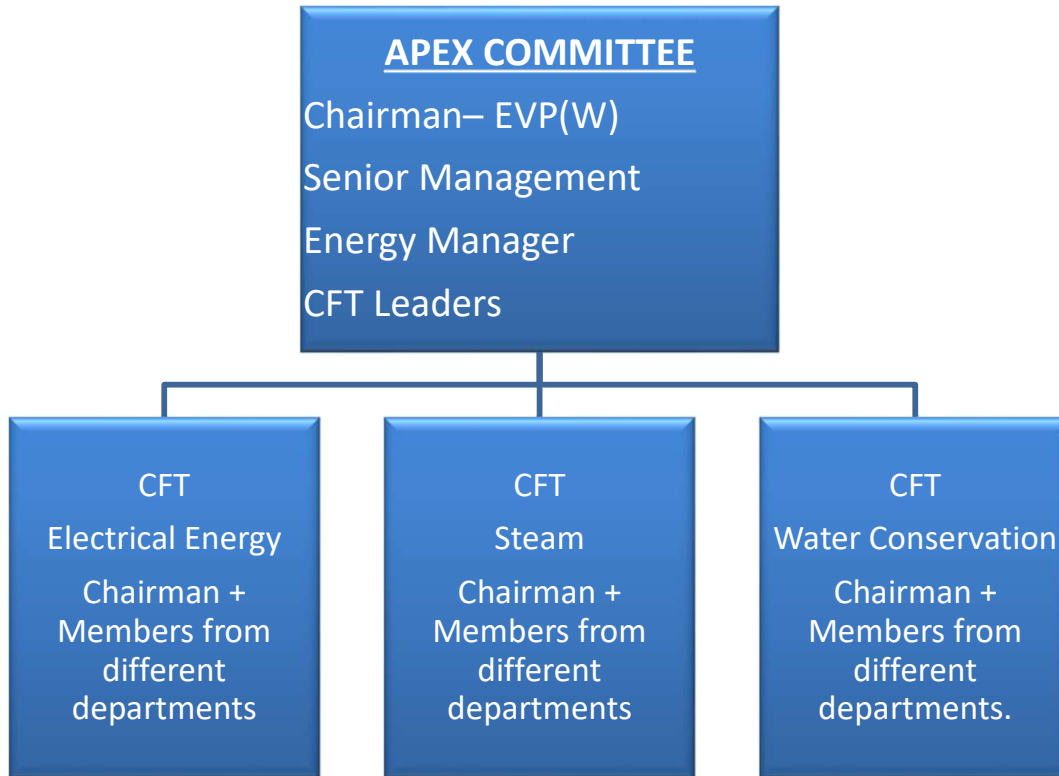 APEX COMMITTEE
Chairman– EVP(W)
Senior Management
Energy Manager
CFT Leaders
CFT
Electrical Energy
Chairman +
Members from
different
departments
CFT
Steam
Chairman +
Members from
different
departments
CFT
Water Conservation
Chairman +
Members from
different
departments.